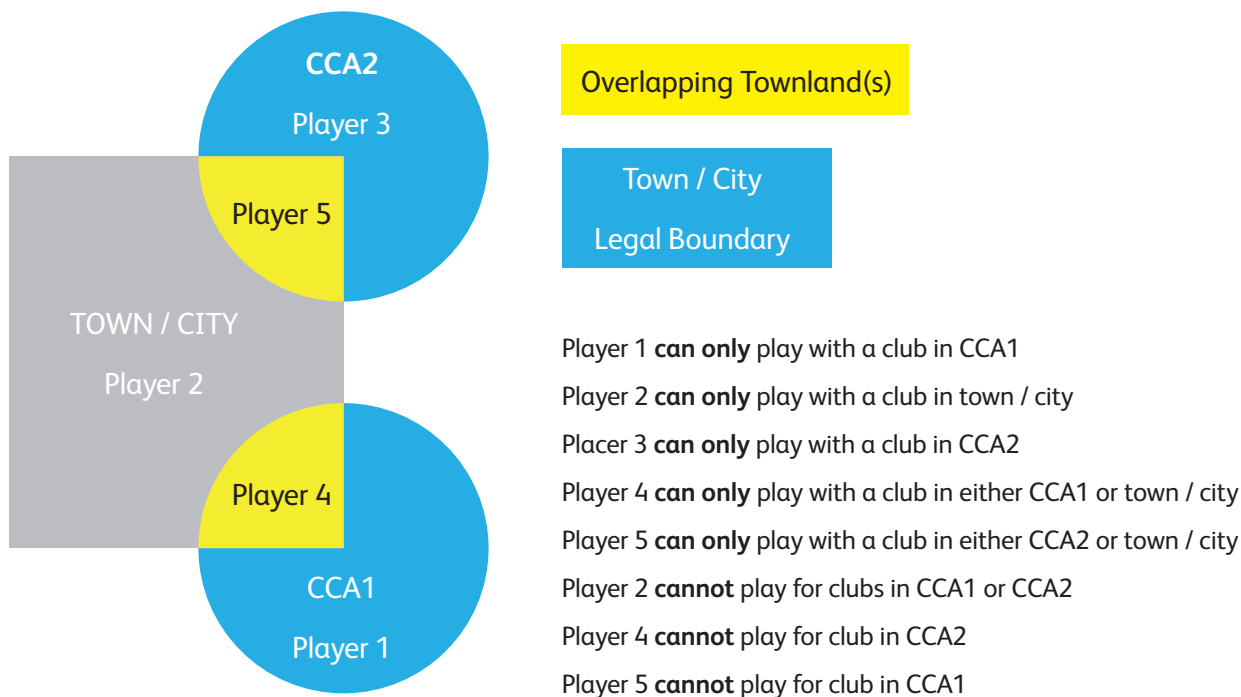 CCA2
Player 3
Player 5
TOWN / CITY
Player 2
Player 4
CCA1
Player 1
Overlapping Townland(s)
Town / City
Legal Boundary
Player 1 can only play with a club in CCA1
Player 2 can only play with a club in town / city
Placer 3 can only play with a club in CCA2
Player 4 can only play with a club in either CCA1 or town / city
Player 5 can only play with a club in either CCA2 or town / city
Player 2 cannot play for clubs in CCA1 or CCA2
Player 4 cannot play for club in CCA2
Player 5 cannot play for club in CCA1